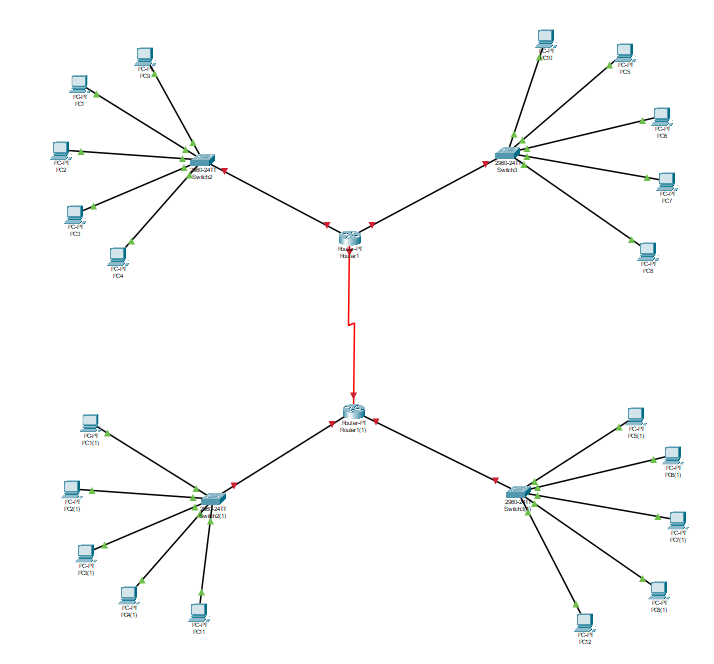 PC-PT
PC9
PC-PT
PC1
PC-PT
PC2
PC-PT
PC3
PC-PT
PC4
2960-24TT
Switch2
PC-PT
PC10
PC-PT
PC5
PC-PT
PC6
PC-PT
PC7
PC-PT
PC8
2960-24TT
Switch3
Router-PT
Router1
Router-PT
Router1(1)
PC-PT
PC1(1)
PC-PT
PC2(1)
PC-PT
PC3(1)
PC-PT
PC4(1)
PC-PT
PC11
2960-24TT
Switch2(1)
PC-PT
PC5(1)
PC-PT
PC6(1)
PC-PT
PC7(1)
PC-PT
PC8(1)
PC-PT
PC12
2960-24TT
Switch3(1)